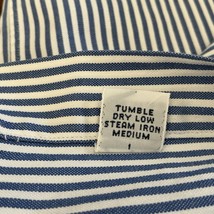 TUMBLE
DRY LOW
STEAM IRON
MEDIUM
1